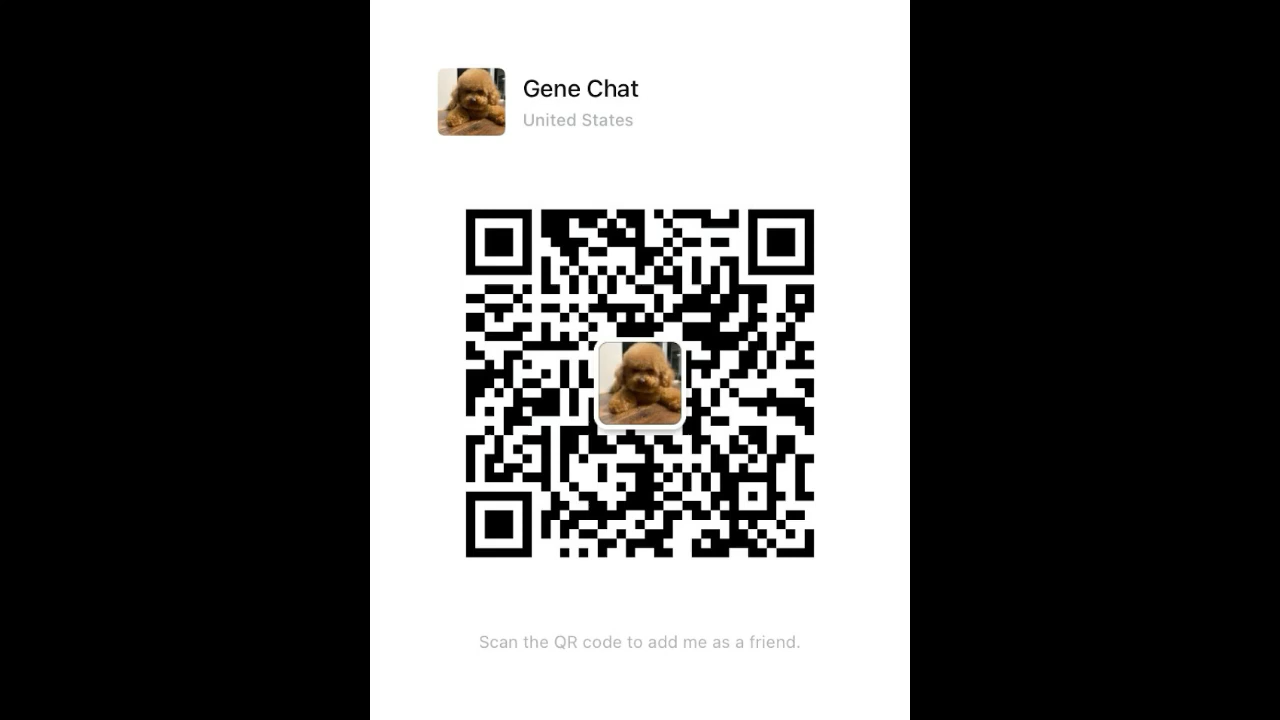 Gene Chat
United States
Scan the QR code to add me as a friend.